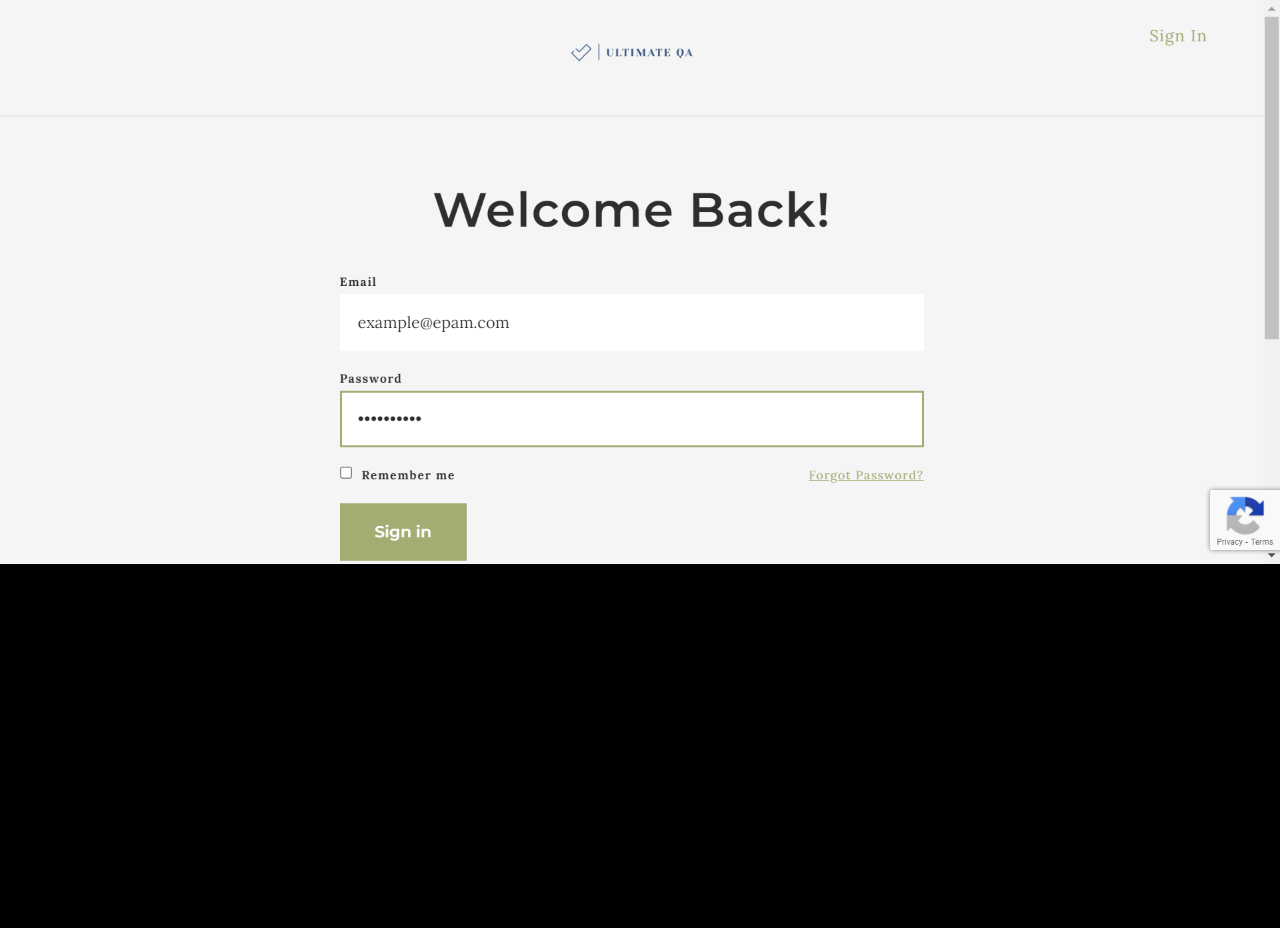 ULTIMATE QA
Sign In
Welcome Back!
Email
example@epam.com
Password
••••••••••
Remember me
Forgot Password?
Sign in
Privacy - Terms